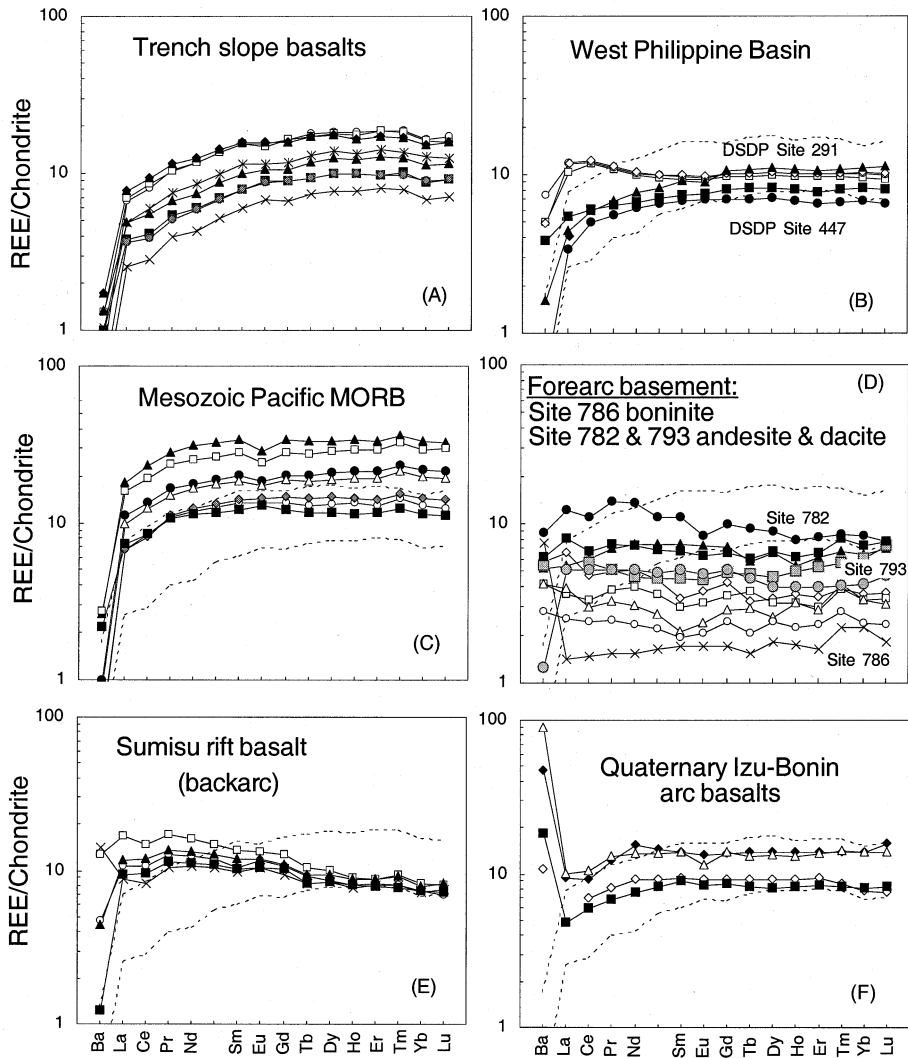 100
Trench slope basalts
10
(A)
1
REE/Chondrite
100
West Philippine Basin
DSDP Site 291
10
DSDP Site 447
(B)
1
100
Mesozoic Pacific MORB
10
(C)
1
REE/Chondrite
100
(D)
Forearc basement:
Site 786 boninite
Site 782 & 793 andesite & dacite
10
Site 782
Site 793
Site 786
1
100
Sumisu rift basalt
(backarc)
10
(E)
1
REE/Chondrite
Ba La Ce Pr Nd Sm Eu Gd Tb Dy Ho Er Tm Yb Lu
100
Quaternary Izu-Bonin
arc basalts
10
(F)
1
Ba La Ce Pr Nd Sm Eu Gd Tb Dy Ho Er Tm Yb Lu